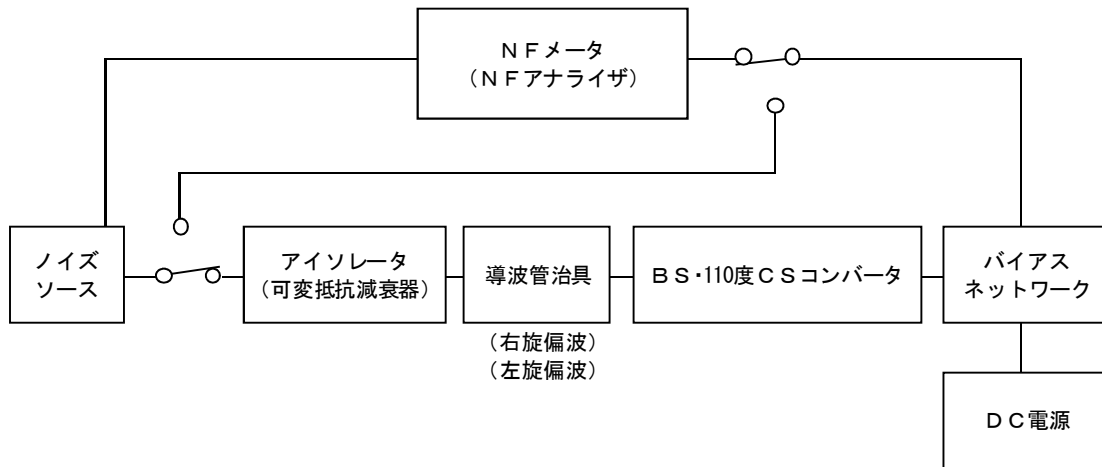 ＮＦメータ
（ＮＦアナライザ）
ノイズ
ソース
アイソレータ
（可変抵抗減衰器）
導波管治具
ＢＳ・110度ＣＳコンバータ
バイアス
ネットワーク
（右旋偏波）
（左旋偏波）
ＤＣ電源